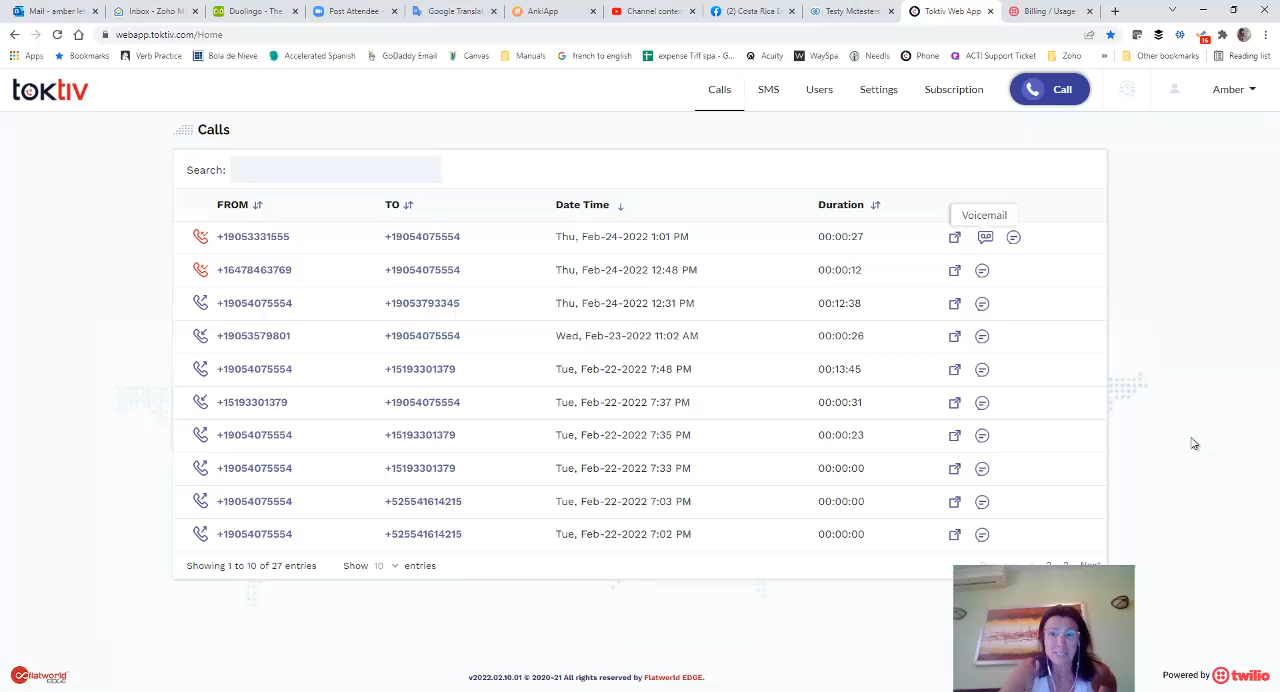 Mail - amber le
Inbox - Zoho M
Duolingo - The
Post Attendee -
Google Transla
AnkiApp
Channel conten
(2) Costa Rica E
Testy Mctesters
Toktiv Web App
Billing / Usage
webapp.toktiv.com/Home
16
Apps
Bookmarks
Verb Practice
Bola de Nieve
Accelerated Spanish
GoDaddy Email
Canvas
Manuals
french to english
expense Tiff spa - G...
Acuity
WaySpa
Needls
Phone
ACTi Support Ticket
Zoho
»
Other bookmarks
Reading list
toktiv
Calls
SMS
Users
Settings
Subscription
Call
Amber
Calls
Search:
FROM
TO
Date Time
Duration
Voicemail
+19053331555 +19054075554 Thu, Feb-24-2022 1:01 PM 00:00:27
+16478463769 +19054075554 Thu, Feb-24-2022 12:48 PM 00:00:12
+19054075554 +19053793345 Thu, Feb-24-2022 12:31 PM 00:12:38
+19053579801 +19054075554 Wed, Feb-23-2022 11:02 AM 00:00:26
+19054075554 +15193301379 Tue, Feb-22-2022 7:48 PM 00:13:45
+15193301379 +19054075554 Tue, Feb-22-2022 7:37 PM 00:00:31
+19054075554 +15193301379 Tue, Feb-22-2022 7:35 PM 00:00:23
+19054075554 +15193301379 Tue, Feb-22-2022 7:33 PM 00:00:00
+19054075554 +525541614215 Tue, Feb-22-2022 7:03 PM 00:00:00
+19054075554 +525541614215 Tue, Feb-22-2022 7:02 PM 00:00:00
Showing 1 to 10 of 27 entries
Show 10 entries
flatworld EDGE
v2022.02.10.01 © 2020-21 All rights reserved by Flatworld EDGE.
Powered by twilio